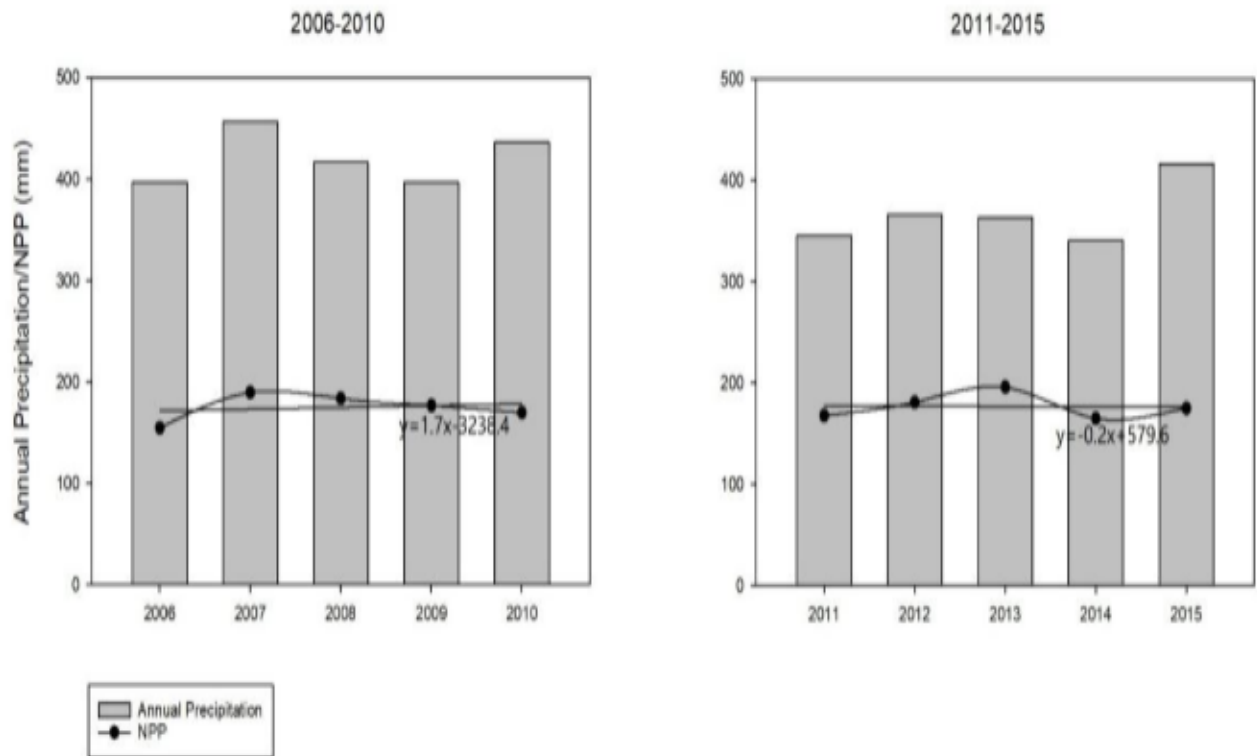 2006-2010
Annual Precipitation/NPP (mm)
500
400
300
200
100
0
y=1.7x-3238.4
2006 2007 2008 2009 2010
2011-2015
500
400
300
200
100
0
y=-0.2x+579.6
2011 2012 2013 2014 2015
Annual Precipitation
NPP